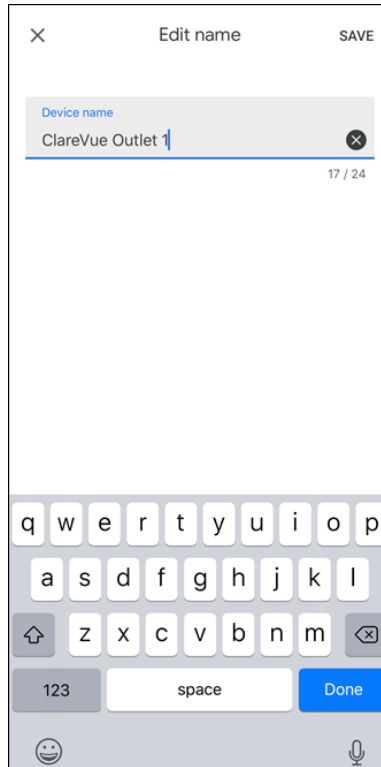 Edit name
SAVE
Device name
ClareVue Outlet 1
17 / 24
q w e r t y u i o p
a s d f g h j k l
z x c v b n m
123 space Done